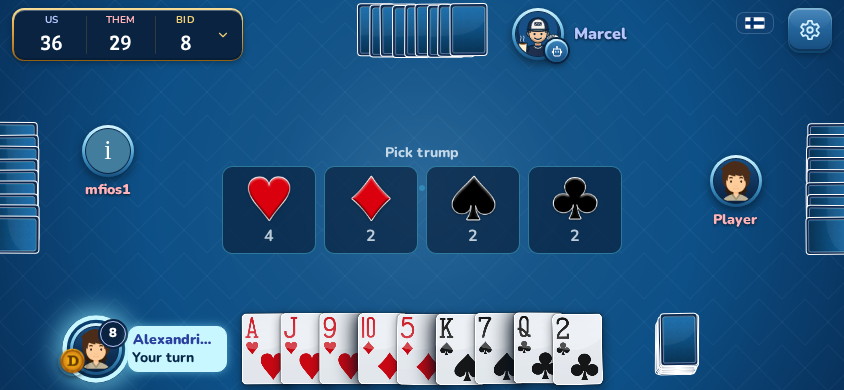 US THEM BID
36 29 8
Marcel
i
mfios1
Pick trump
Player
4 2 2 2
8
Alexandri...
D
Your turn
A J 9 10 5 K 7 Q 2